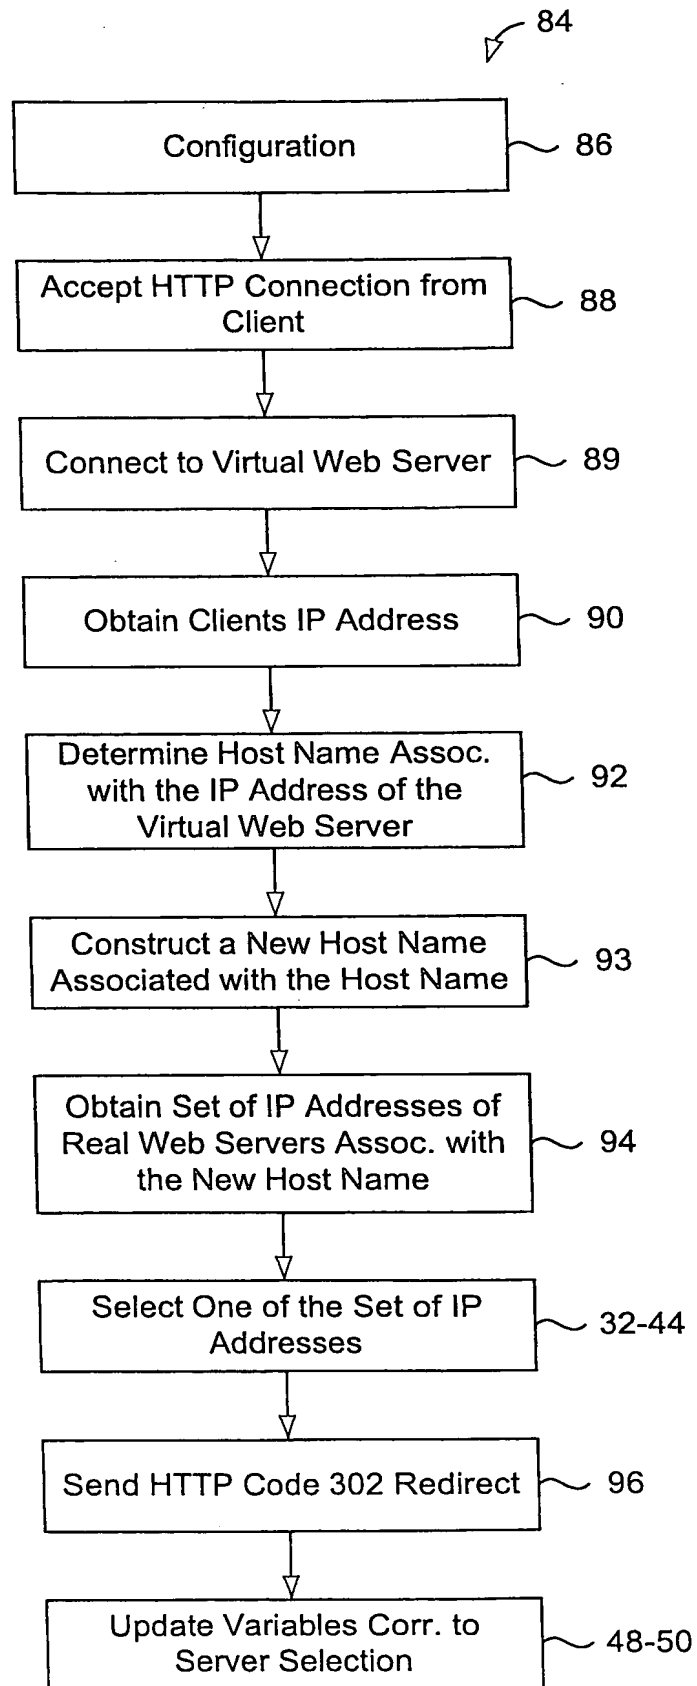 84
Configuration
86
Accept HTTP Connection from
Client
88
Connect to Virtual Web Server
89
Obtain Clients IP Address
90
Determine Host Name Assoc.
with the IP Address of the
Virtual Web Server
92
Construct a New Host Name
Associated with the Host Name
93
Obtain Set of IP Addresses of
Real Web Servers Assoc. with
the New Host Name
94
Select One of the Set of IP
Addresses
32-44
Send HTTP Code 302 Redirect
96
Update Variables Corr. to
Server Selection
48-50